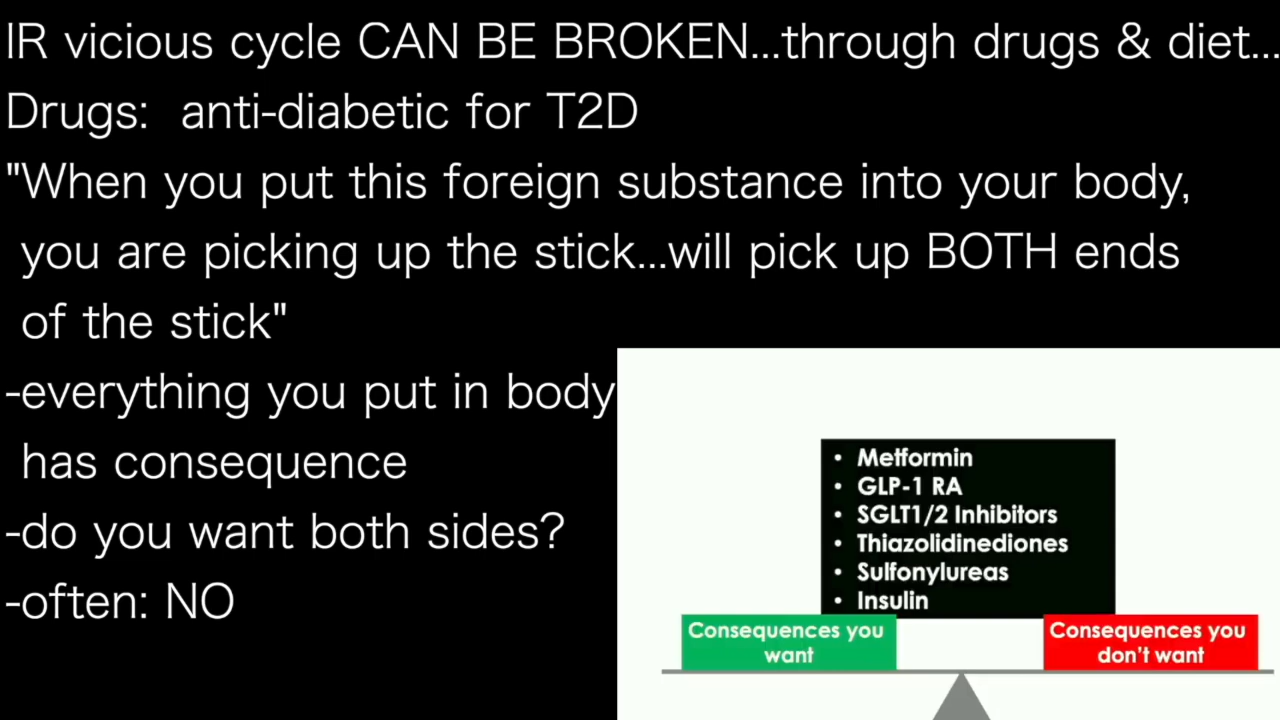 IR vicious cycle CAN BE BROKEN...through drugs & diet...
Drugs:  anti-diabetic for T2D
"When you put this foreign substance into your body,
you are picking up the stick...will pick up BOTH ends
of the stick"
-everything you put in body
has consequence
-do you want both sides?
-often: NO
• Metformin
• GLP-1 RA
• SGLT1/2 Inhibitors
• Thiazolidinediones
• Sulfonylureas
• Insulin
Consequences you
want
Consequences you
don't want